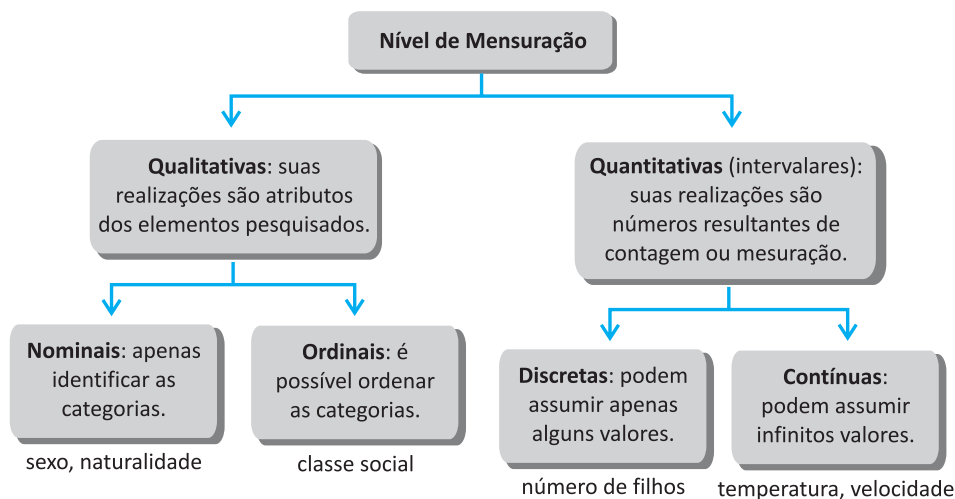 Nível de Mensuração
Qualitativas: suas
realizações são atributos
dos elementos pesquisados.
Quantitativas (intervalares):
suas realizações são
números resultantes de
contagem ou mesuração.
Nominais: apenas
identificar as
categorias.
sexo, naturalidade
Ordinais: é
possível ordenar
as categorias.
classe social
Discretas: podem
assumir apenas
alguns valores.
número de filhos
Contínuas:
podem assumir
infinitos valores.
temperatura, velocidade